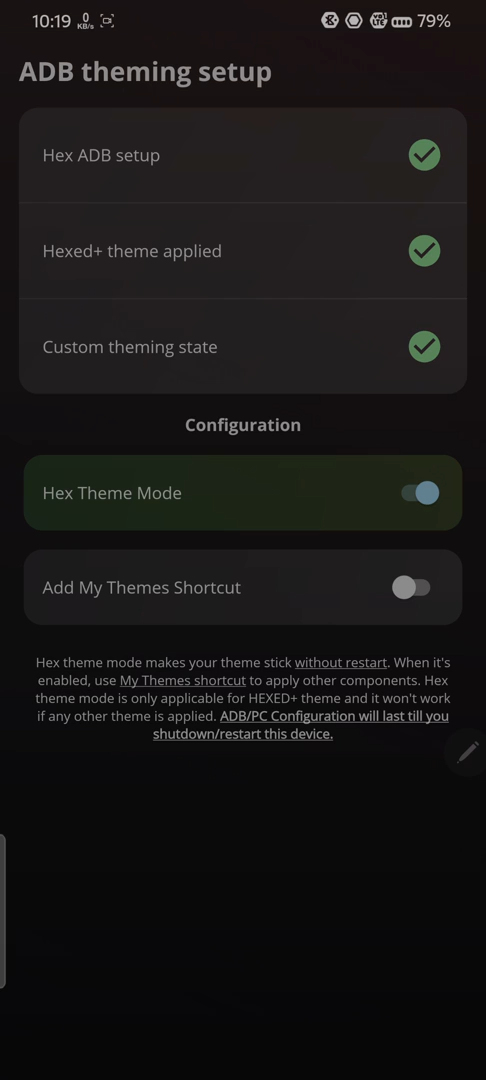 10:19 0 KB/s VoLTE1 79%
ADB theming setup
Hex ADB setup
Hexed+ theme applied
Custom theming state
Configuration
Hex Theme Mode
Add My Themes Shortcut
Hex theme mode makes your theme stick without restart. When it's
enabled, use My Themes shortcut to apply other components. Hex
theme mode is only applicable for HEXED+ theme and it won't work
if any other theme is applied. ADB/PC Configuration will last till you
shutdown/restart this device.